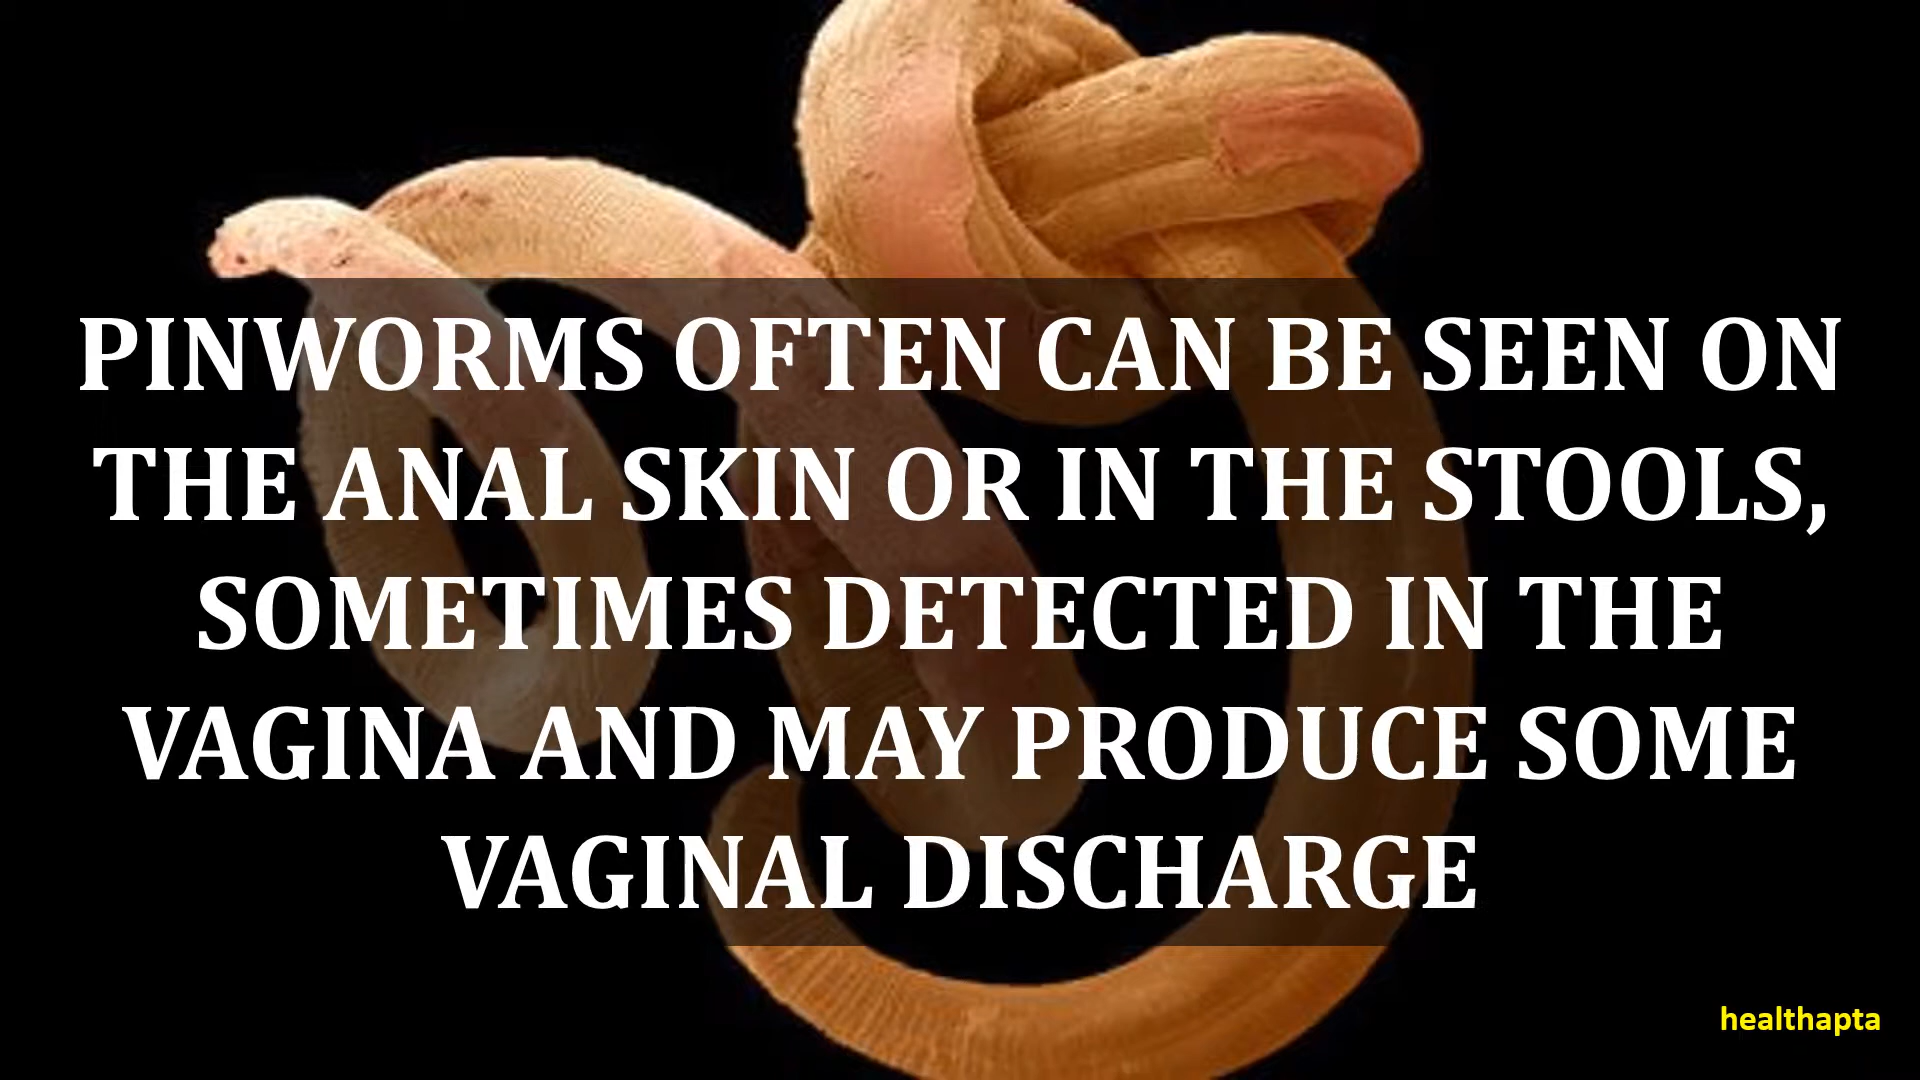 PINWORMS OFTEN CAN BE SEEN ON
THE ANAL SKIN OR IN THE STOOLS,
SOMETIMES DETECTED IN THE
VAGINA AND MAY PRODUCE SOME
VAGINAL DISCHARGE
healthapta